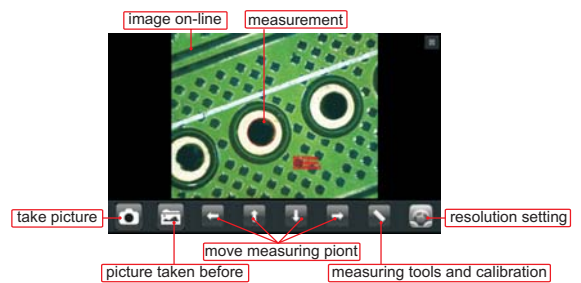 image on-line
measurement
take picture
resolution setting
move measuring piont
picture taken before
measuring tools and calibration